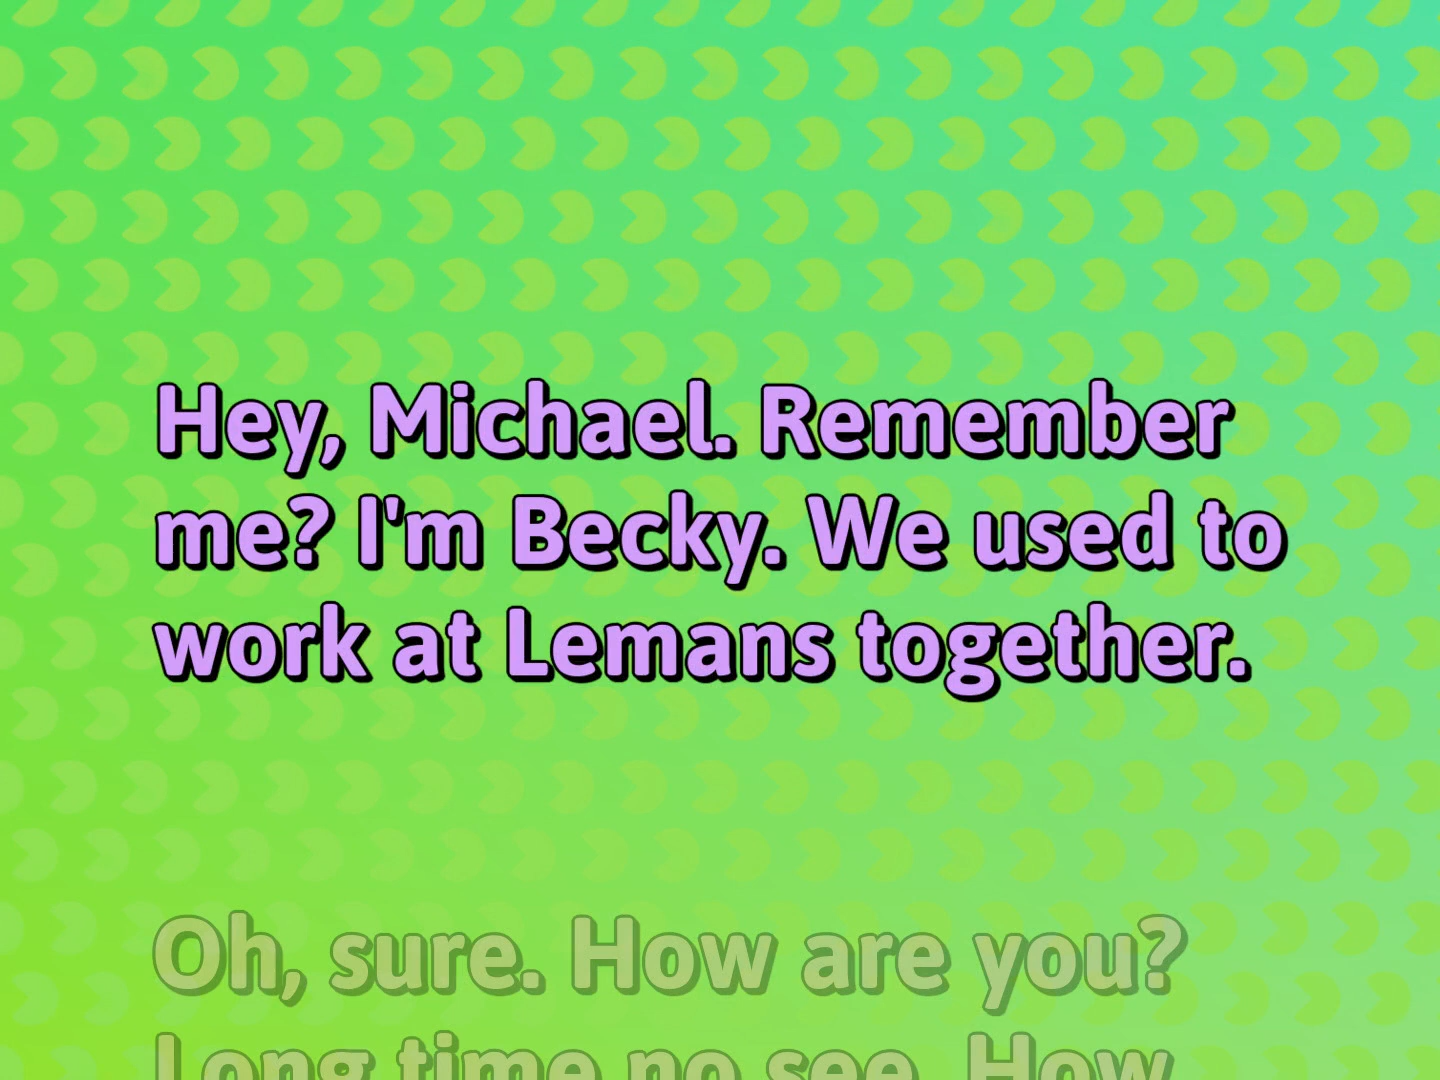 Hey, Michael. Remember
me? I'm Becky. We used to
work at Lemans together.
Oh, sure. How are you?
Long time no see. How